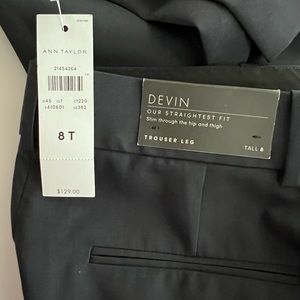 ANN TAYLOR
21454264
8T
$129.00
DEVIN
OUR STRAIGHTEST FIT
Slim through the hip and thigh
TROUSER LEG
TALL 8